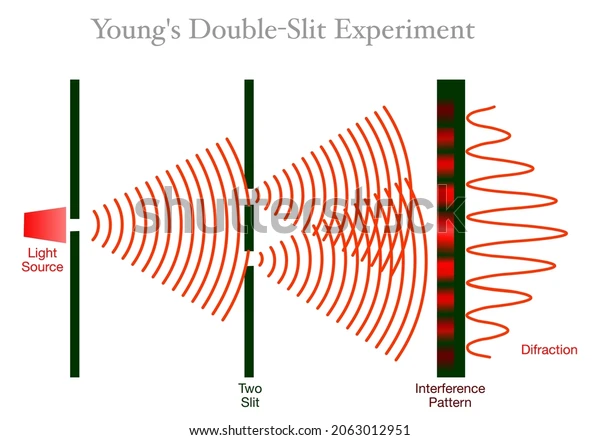 Young's Double-Slit Experiment
shutterstock
Light
Source
Difraction
Two
Slit
Interference
Pattern
www.shutterstock.com · 2063012951